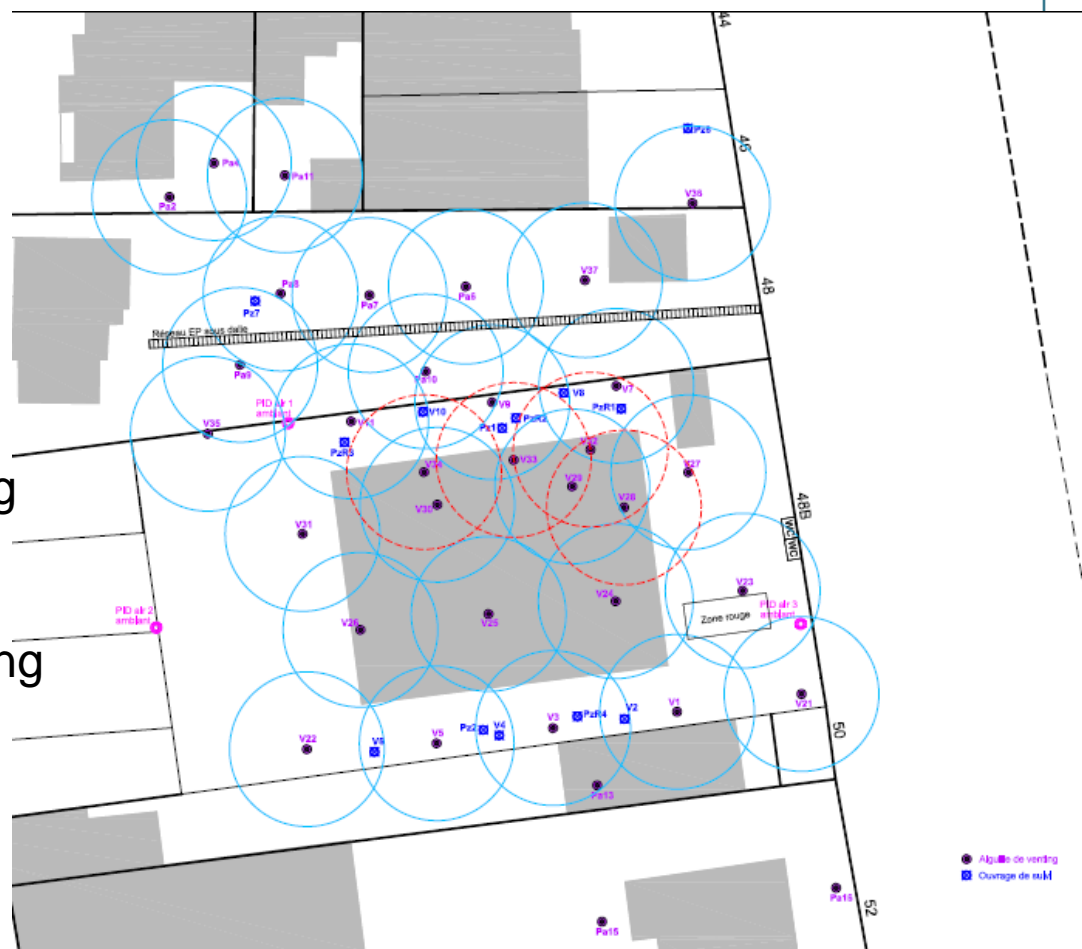 44
46
Pz6
Pa4
Pa11
Pa2
V36
V37
48
Pa8
Pa7
Pa6
Pz7
Réseau EP sous dalle
Pa9
Pa10
V7
V8
PzR1
PID air 1
ambiant
V10
V9
PzR2
Pz1
V35
V11
PzR3
V32
V34
V33
V27
V29
g
V30
V28
48B
V31
WC
WC
V23
PID air 2
ambiant
V24
PID air 3
ambiant
Zone rouge
V25
V26
ng
V21
V1
PzR4
V2
Pz2
V4
V3
V22
V6
V5
50
Pa13
Aiguille de venting
Ouvrage de suivi
Pa16
52
Pa15